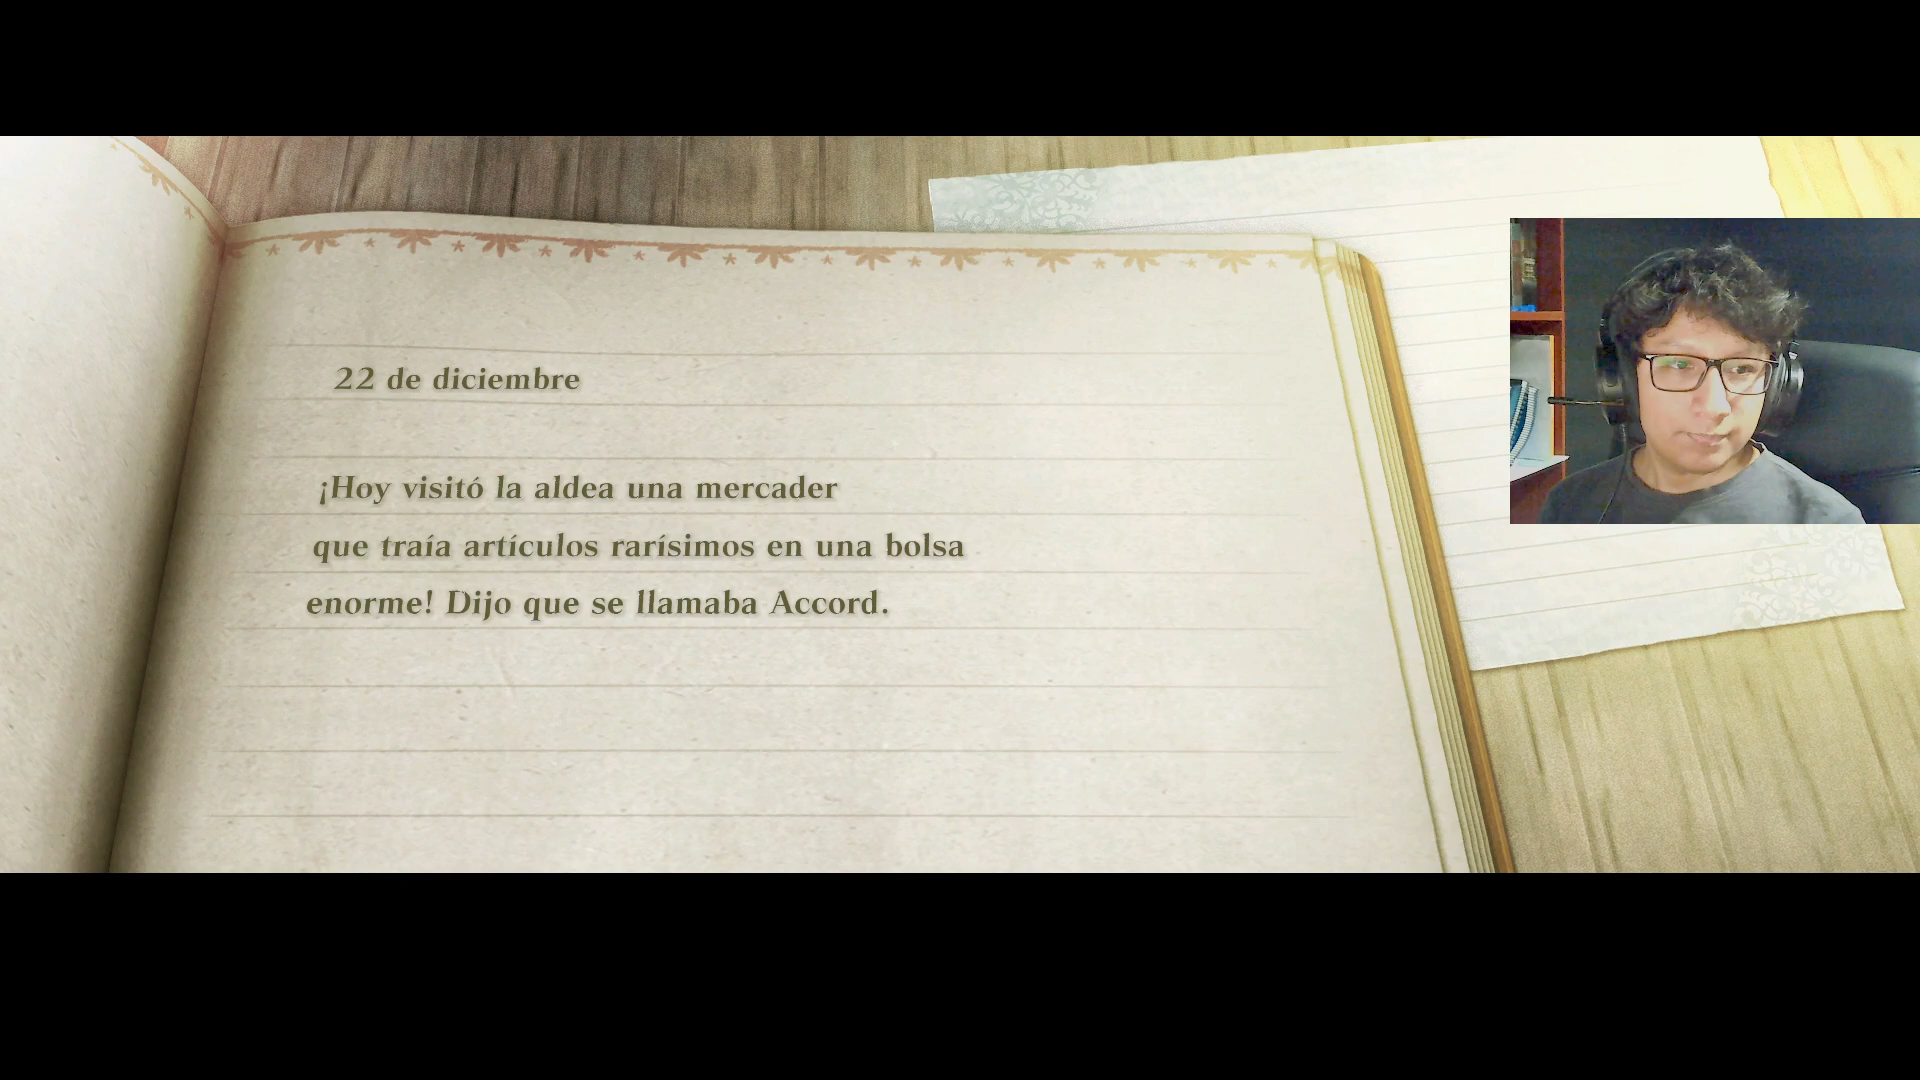 22 de diciembre
¡Hoy visitó la aldea una mercader
que traía artículos rarísimos en una bolsa
enorme! Dijo que se llamaba Accord.